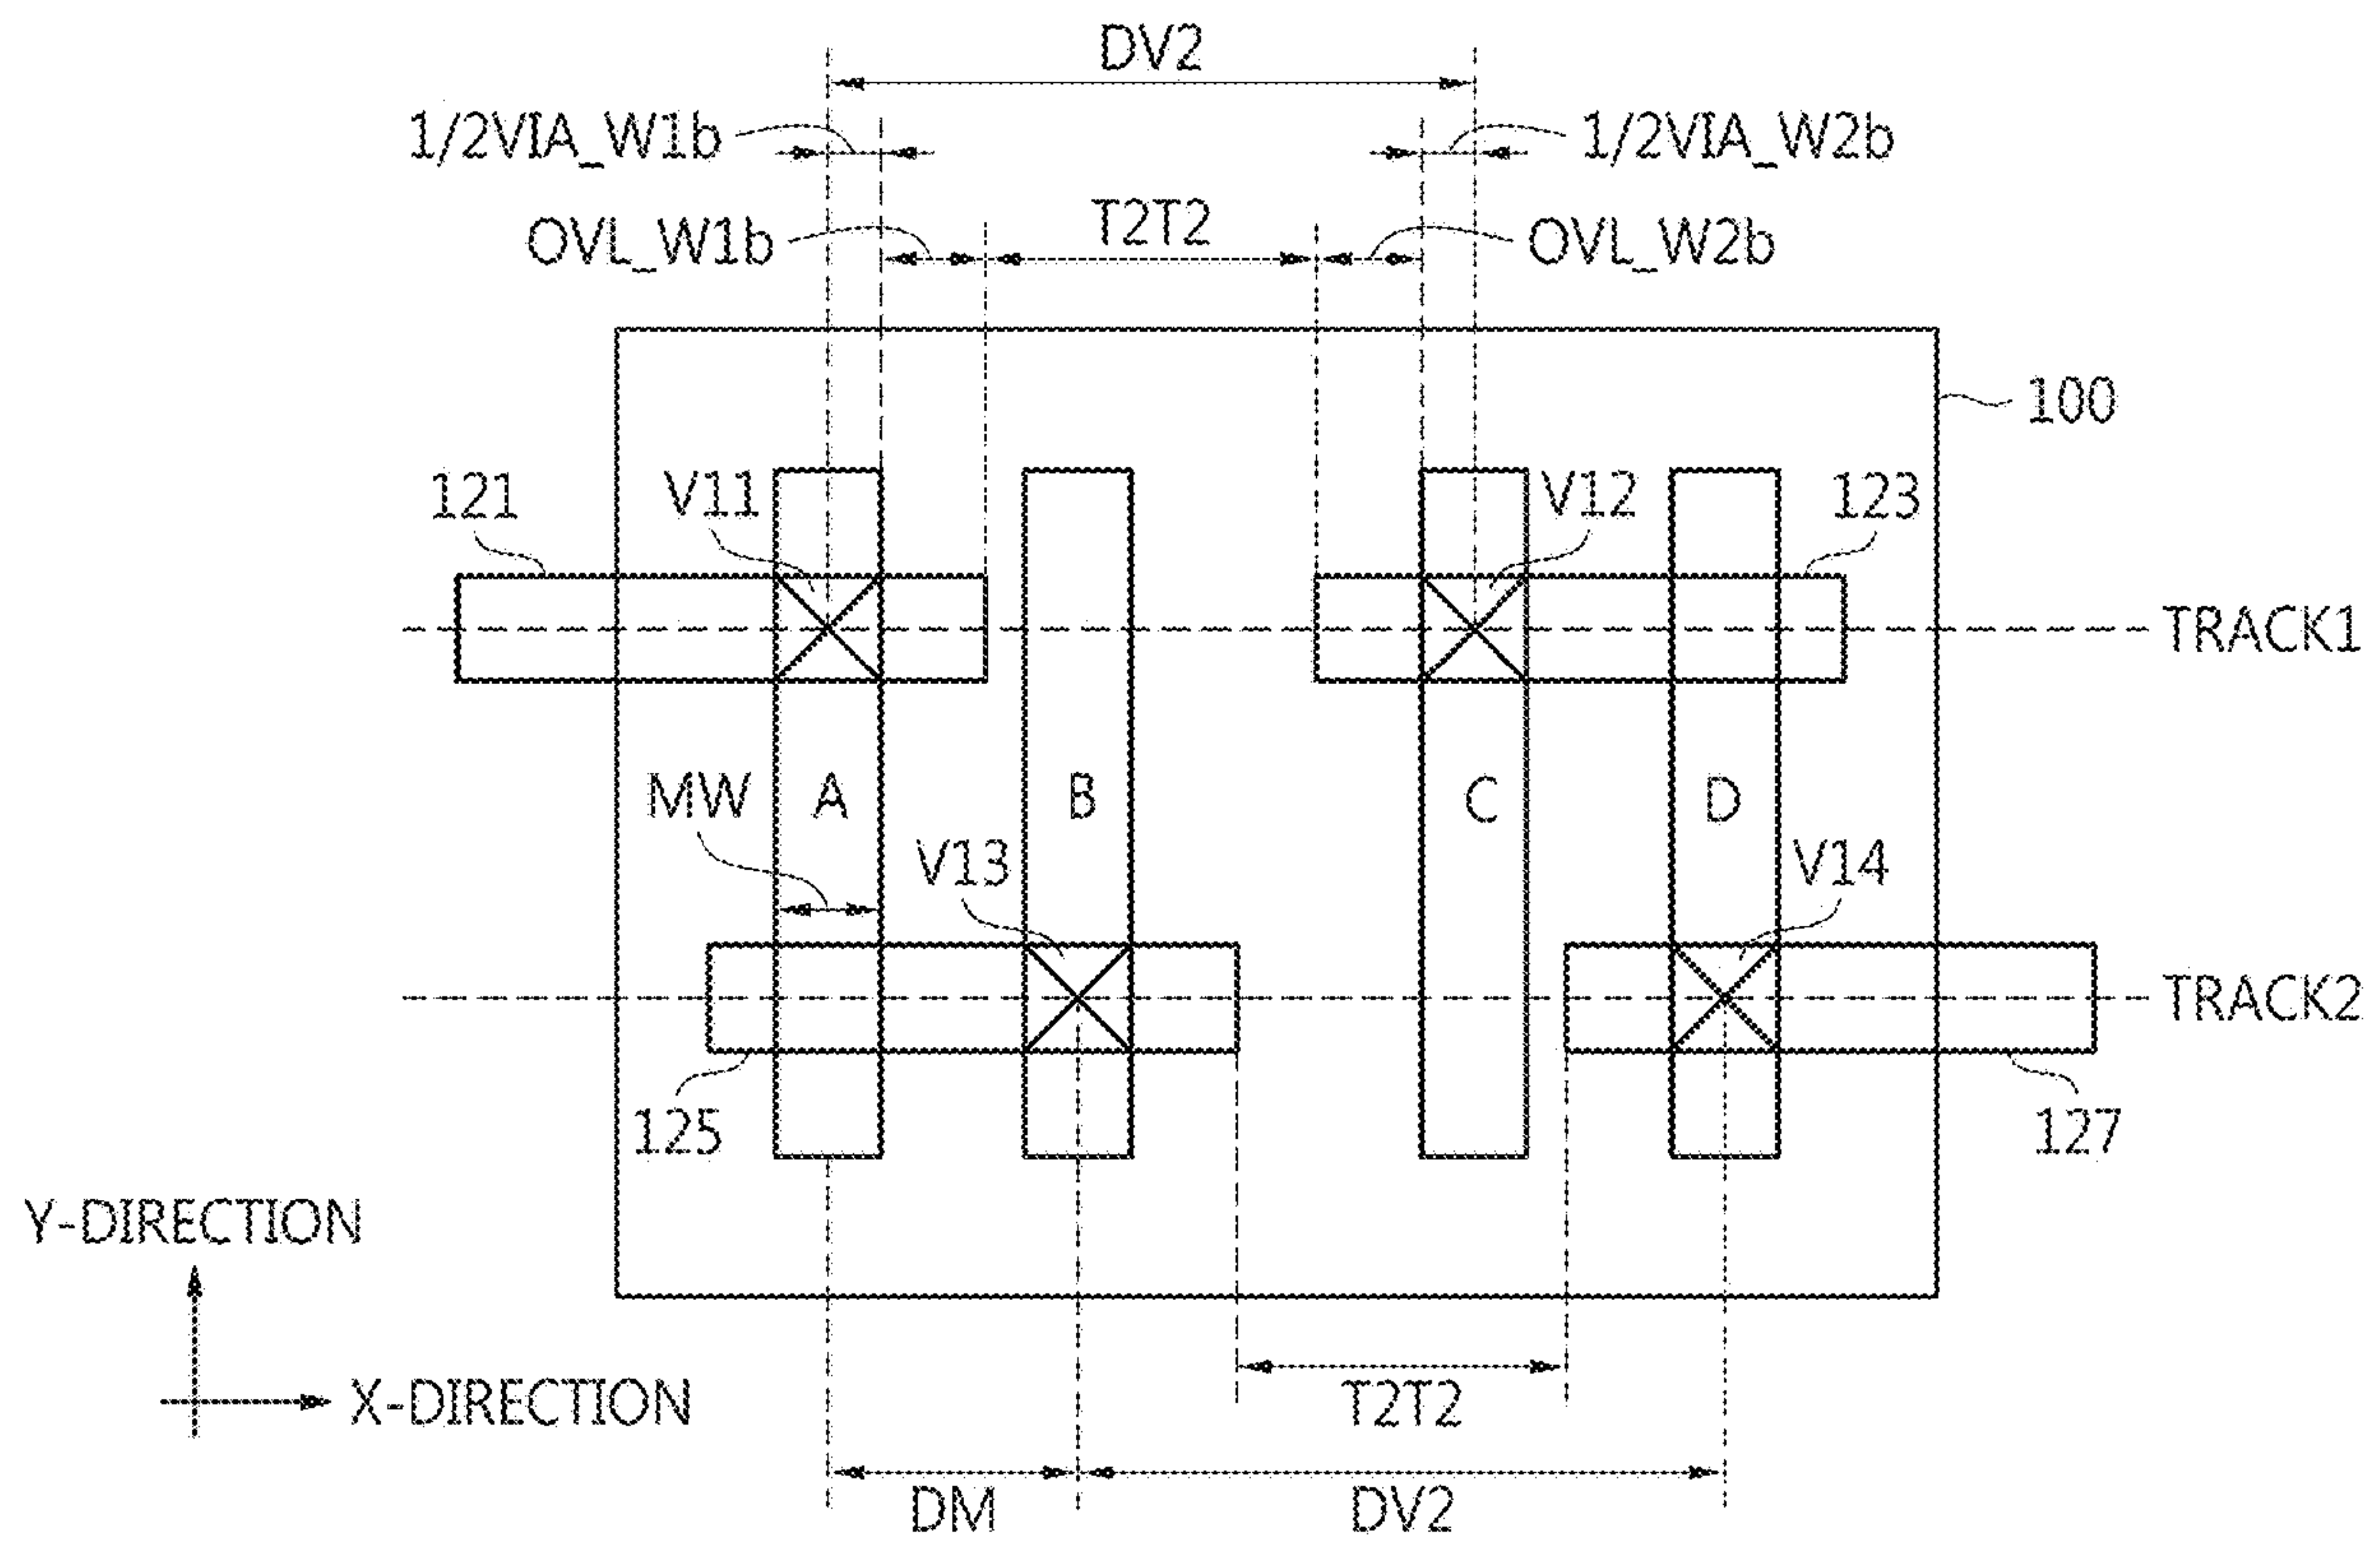 DV2
1/2VIA_W1b
1/2VIA_W2b
OVL_W1b
T2T2
OVL_W2b
100
121
V11
V12
123
TRACK1
MW
A
B
C
D
V13
V14
TRACK2
125
127
Y-DIRECTION
X-DIRECTION
T2T2
DM
DV2